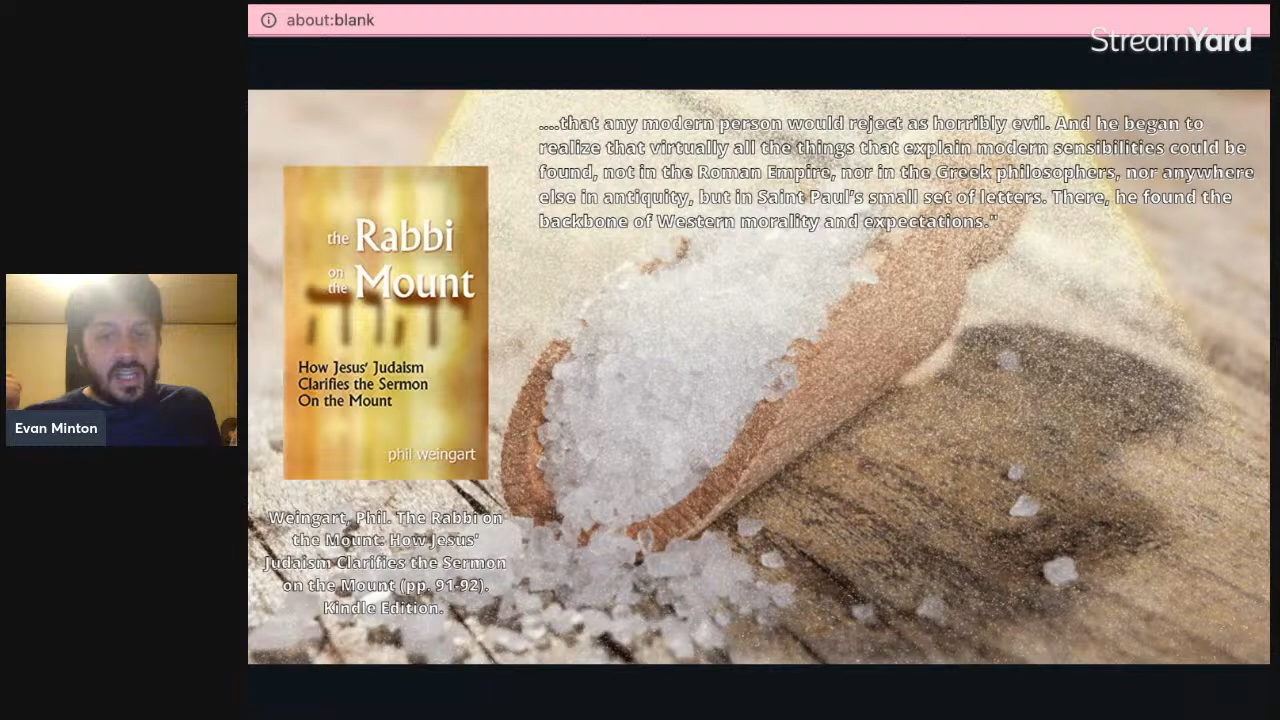 about:blank
StreamYard
....that any modern person would reject as horribly evil. And he began to
realize that virtually all the things that explain modern sensibilities could be
found, not in the Roman Empire, nor in the Greek philosophers, nor anywhere
else in antiquity, but in Saint Paul's small set of letters. There, he found the
backbone of Western morality and expectations."
the Rabbi
on the Mount
יהוה
How Jesus' Judaism
Clarifies the Sermon
On the Mount
phil weingart
Evan Minton
Weingart, Phil. The Rabbi on
the Mount: How Jesus'
Judaism Clarifies the Sermon
on the Mount (pp. 91-92).
Kindle Edition.